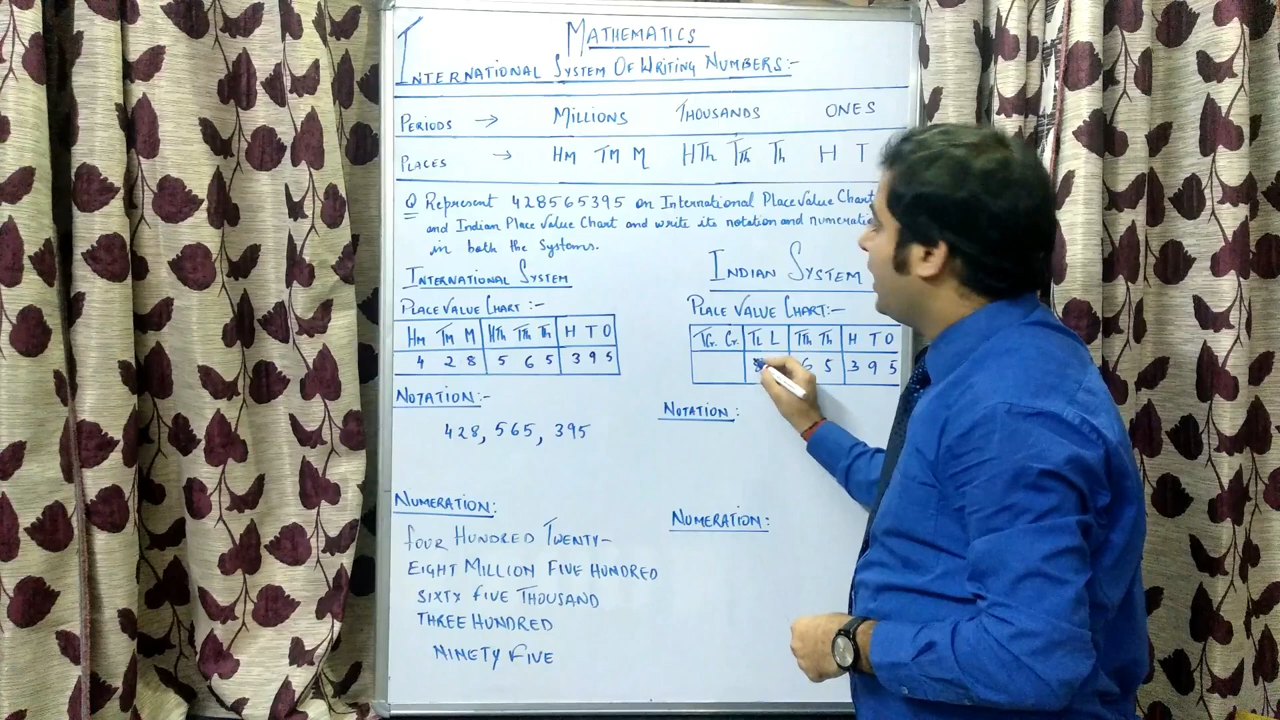 MATHEMATICS
INTERNATIONAL SYSTEM OF WRITING NUMBERS:-
PERIODS → MILLIONS THOUSANDS ONES
PLACES → HM TM M HTh TTh Th H T
Q Represent 428565395 on International Place Value Chart
and Indian Place Value Chart and write its notation and
in both the Systems.
INTERNATIONAL SYSTEM
PLACE VALUE CHART:-
HM TM M HTh TTh Th H T O
4 2 8 5 6 5 3 9 5
NOTATION:-
428,565,395
NUMERATION:
FOUR HUNDRED TWENTY-
EIGHT MILLION FIVE HUNDRED
SIXTY FIVE THOUSAND
THREE HUNDRED
NINETY FIVE
INDIAN SYSTEM
PLACE VALUE CHART:-
TCr. Cr. TL L TTh Th H T O
8 6 5 3 9 5
NOTATION:
NUMERATION: